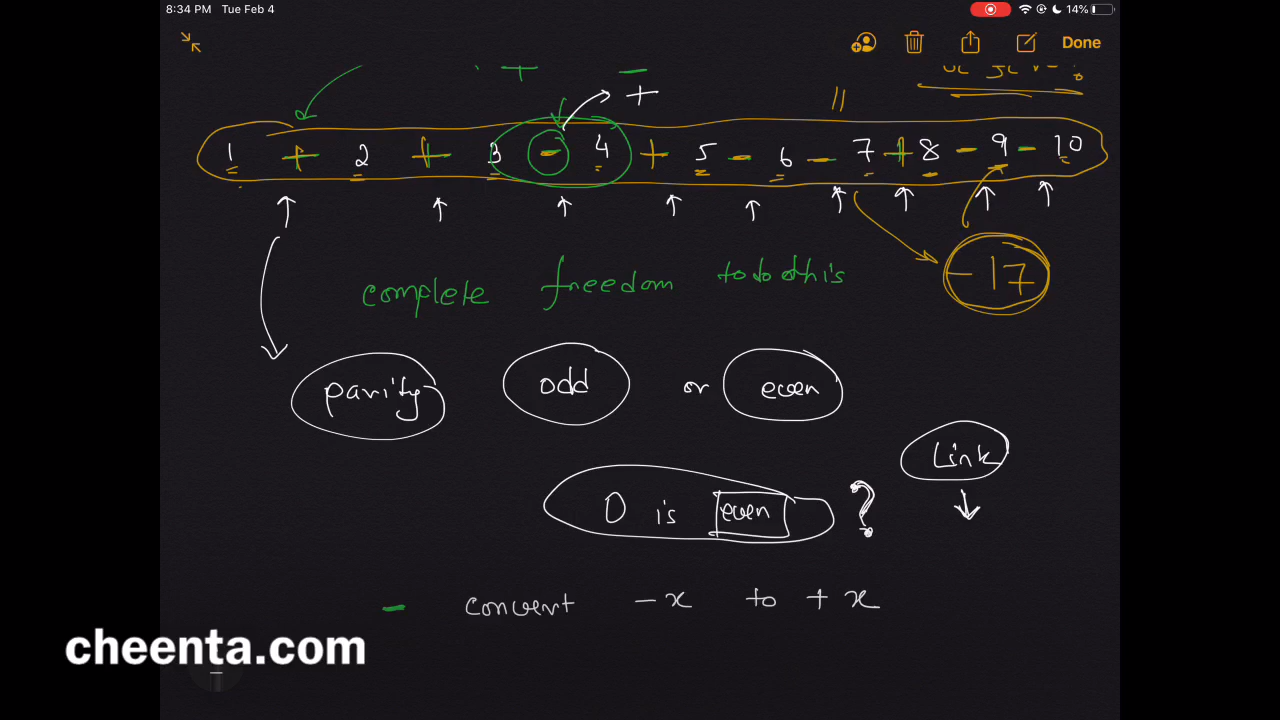 8:34 PM Tue Feb 4 14%
Done
+ -
+
1 + 2 + 3 - 4 + 5 - 6 - 7 + 8 - 9 - 10
-17
complete freedom to do this
parity odd or even
Link
0 is even ?
- convert -x to +x
cheenta.com